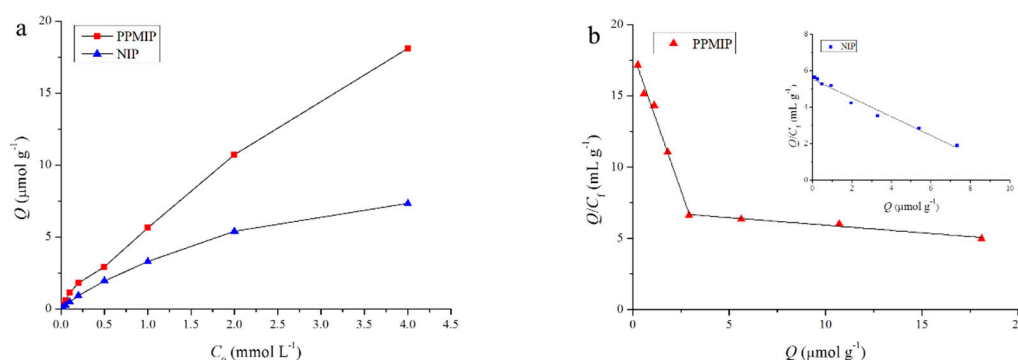 a
PPMIP
NIP
20
15
10
5
0
Q (μmol g⁻¹)
0.0 0.5 1.0 1.5 2.0 2.5 3.0 3.5 4.0 4.5
C₀ (mmol L⁻¹)
b
PPMIP
20
15
10
5
0
Q/Cf (mL g⁻¹)
0 5 10 15 20
Q (μmol g⁻¹)
NIP
8
6
4
2
0
Q/Cf (mL g⁻¹)
0 2 4 6 8 10
Q (μmol g⁻¹)